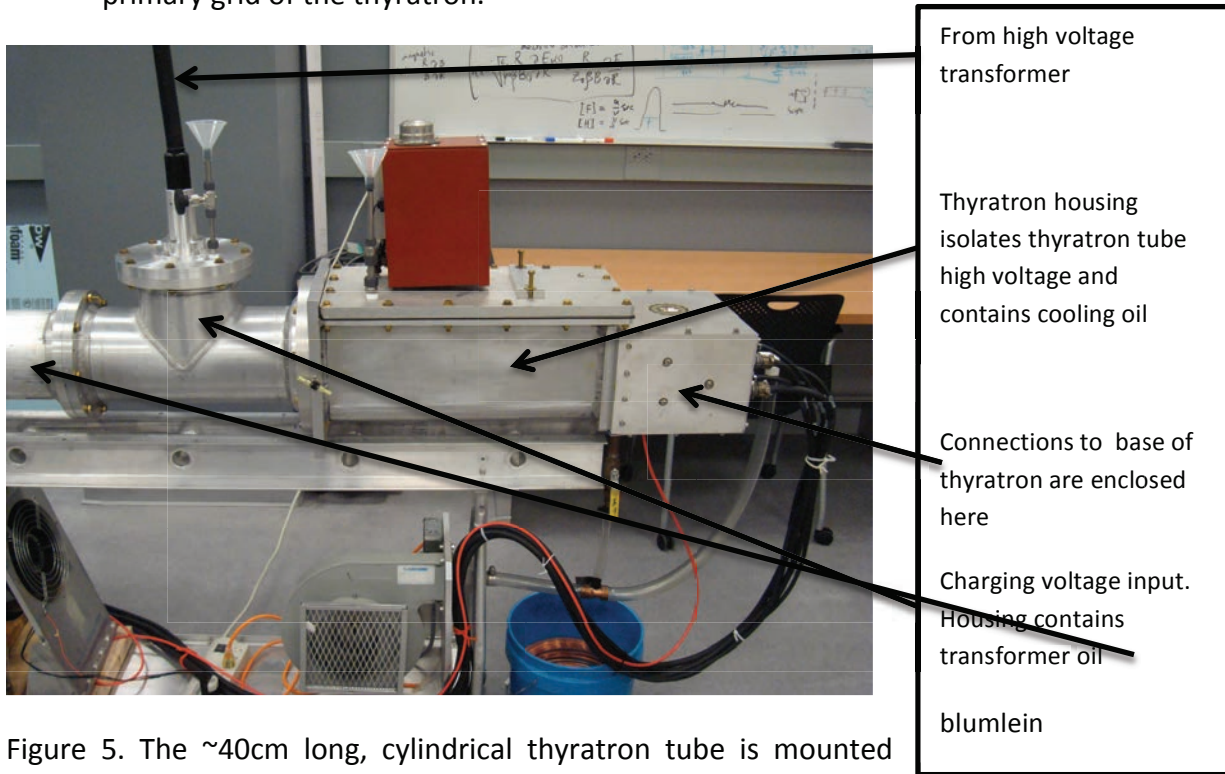 primary grid of the thyratron.
From high voltage
transformer
Thyratron housing
isolates thyratron tube
high voltage and
contains cooling oil
Connections to base of
thyratron are enclosed
here
Charging voltage input.
Housing contains
transformer oil
blumlein
Figure 5. The ~40cm long, cylindrical thyratron tube is mounted